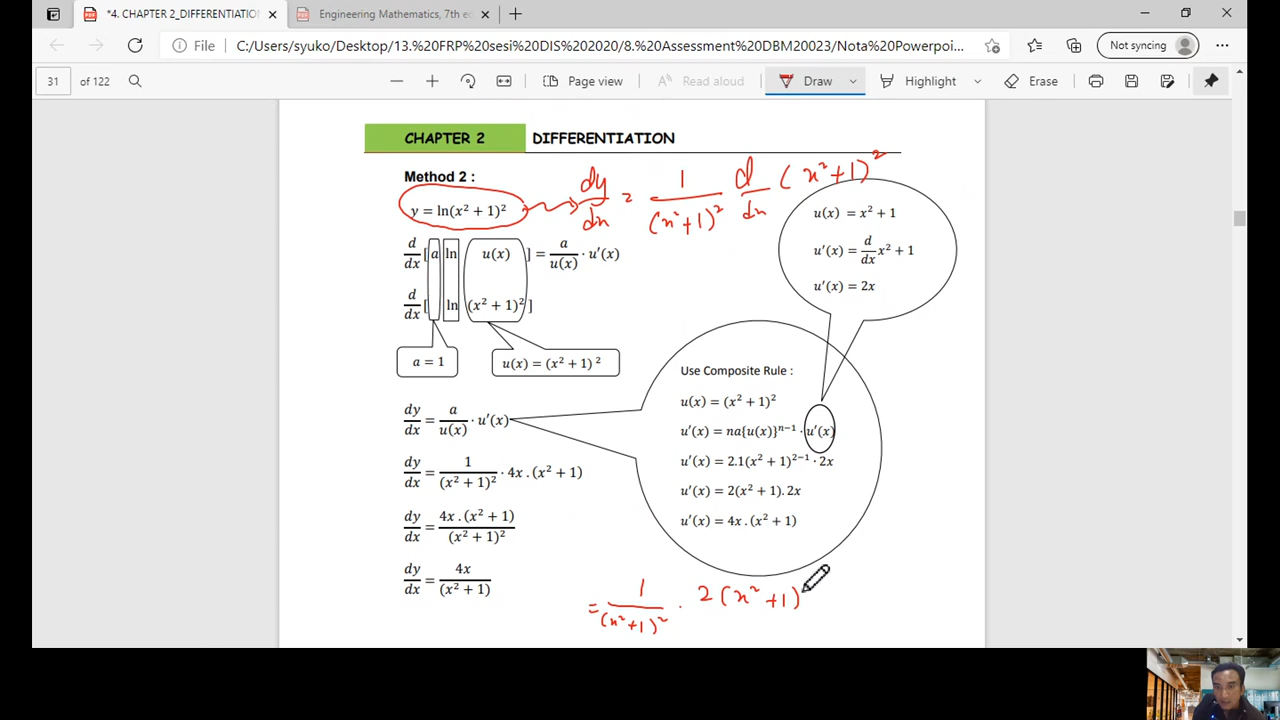 *4. CHAPTER 2_DIFFERENTIATIO
Engineering Mathematics, 7th ec
File C:/Users/syuko/Desktop/13.%20FRP%20sesi%20DIS%202020/8.%20Assessment%20DBM%20023/Nota%20Powerpoi...
Not syncing
31 of 122
Page view
Read aloud
Draw
Highlight
Erase
CHAPTER 2 DIFFERENTIATION
Method 2 :
y = ln(x² + 1)²
dy/dx = 1/(x²+1)² d/dx (x²+1)²
d/dx [a ln u(x)] = a/u(x) · u′(x)
d/dx [ ln (x² + 1)²]
a = 1
u(x) = (x² + 1)²
u(x) = x² + 1
u′(x) = d/dx x² + 1
u′(x) = 2x
dy/dx = a/u(x) · u′(x)
dy/dx = 1/(x² + 1)² · 4x . (x² + 1)
dy/dx = 4x . (x² + 1)/(x² + 1)²
dy/dx = 4x/(x² + 1)
Use Composite Rule :
u(x) = (x² + 1)²
u′(x) = na{u(x)}ⁿ⁻¹ · u′(x)
u′(x) = 2.1(x² + 1)²⁻¹ · 2x
u′(x) = 2(x² + 1). 2x
u′(x) = 4x . (x² + 1)
= 1/(x²+1)² · 2(x²+1)